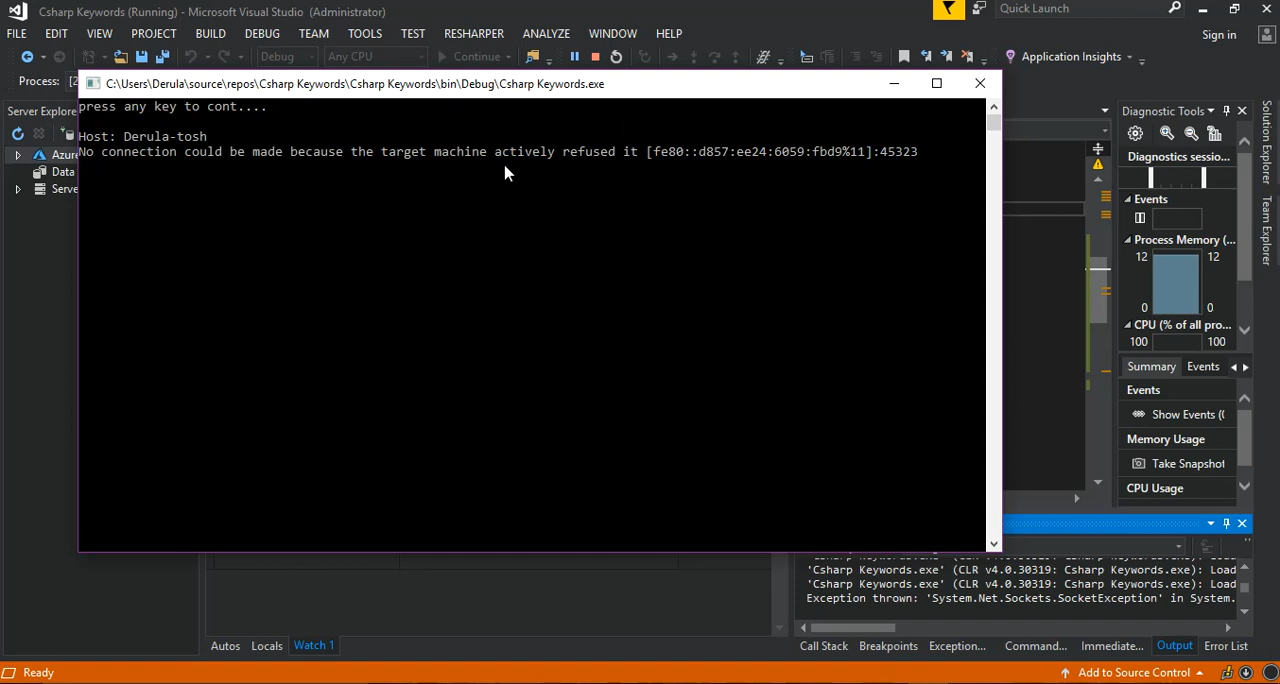 Csharp Keywords (Running) - Microsoft Visual Studio (Administrator)
Quick Launch
FILE EDIT VIEW PROJECT BUILD DEBUG TEAM TOOLS TEST RESHARPER ANALYZE WINDOW HELP
Sign in
Debug Any CPU Continue Application Insights
Process: [2
C:\Users\Derula\source\repos\Csharp Keywords\Csharp Keywords\bin\Debug\Csharp Keywords.exe
press any key to cont....
Host: Derula-tosh
No connection could be made because the target machine actively refused it [fe80::d857:ee24:6059:fbd9%11]:45323
Server Explore
Azure
Data
Serve
Diagnostic Tools
Diagnostics sessio...
Events
Process Memory (...
12 12
0 0
CPU (% of all pro...
100 100
Summary Events
Events
Show Events (
Memory Usage
Take Snapshot
CPU Usage
Solution Explorer
Team Explorer
'Csharp Keywords.exe' (CLR v4.0.30319: Csharp Keywords.exe): Load
'Csharp Keywords.exe' (CLR v4.0.30319: Csharp Keywords.exe): Load
Exception thrown: 'System.Net.Sockets.SocketException' in System.
Autos Locals Watch 1
Call Stack Breakpoints Exception... Command... Immediate... Output Error List
Ready
Add to Source Control